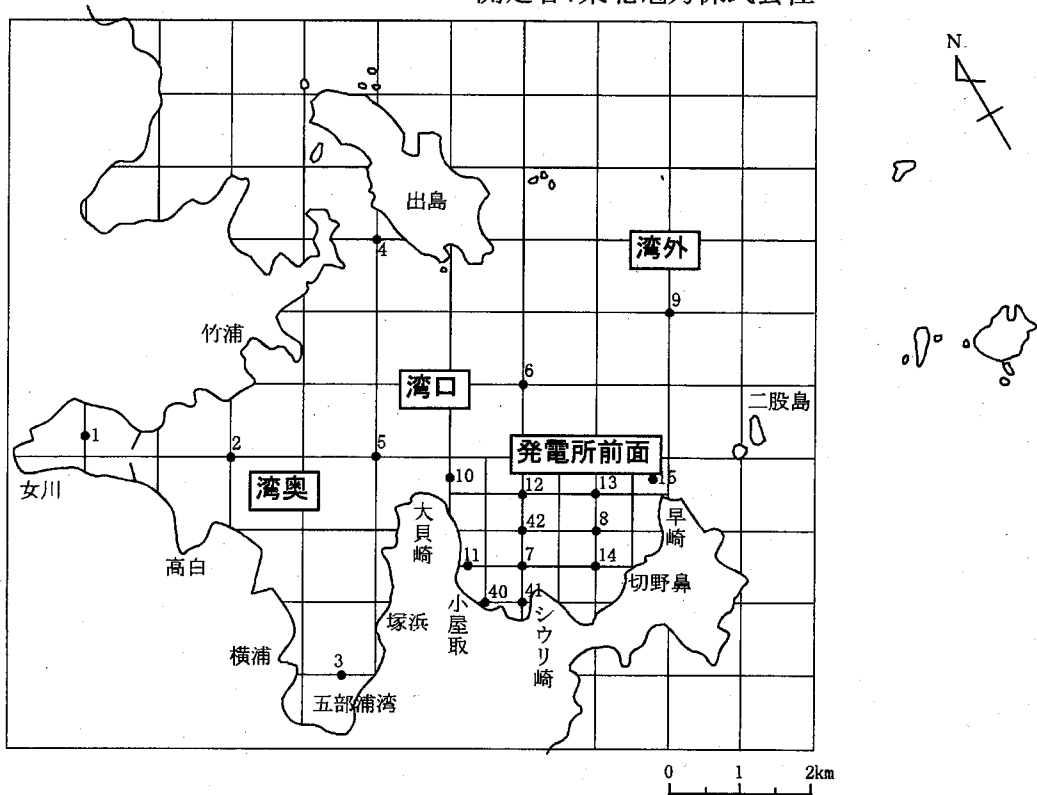 測定者：東北電力株式会社
N
出島
4
湾外
9
竹浦
湾口
6
二股島
1
2
5
発電所前面
女川
湾奥
10
12
13
15
大貝崎
早崎
42
8
高白
11
7
14
切野鼻
40
41
小屋取
シウリ崎
塚浜
横浦
3
五部浦湾
0 1 2km